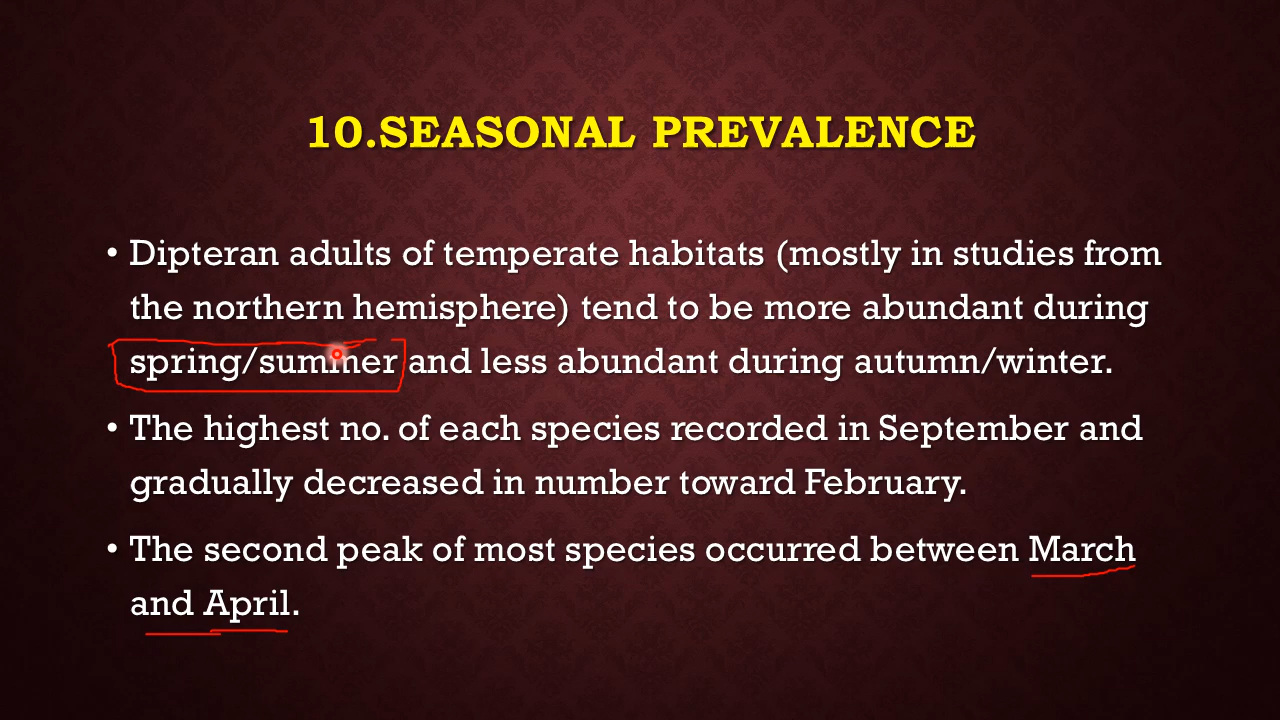 10.SEASONAL PREVALENCE
• Dipteran adults of temperate habitats (mostly in studies from
the northern hemisphere) tend to be more abundant during
spring/summer and less abundant during autumn/winter.
• The highest no. of each species recorded in September and
gradually decreased in number toward February.
• The second peak of most species occurred between March
and April.